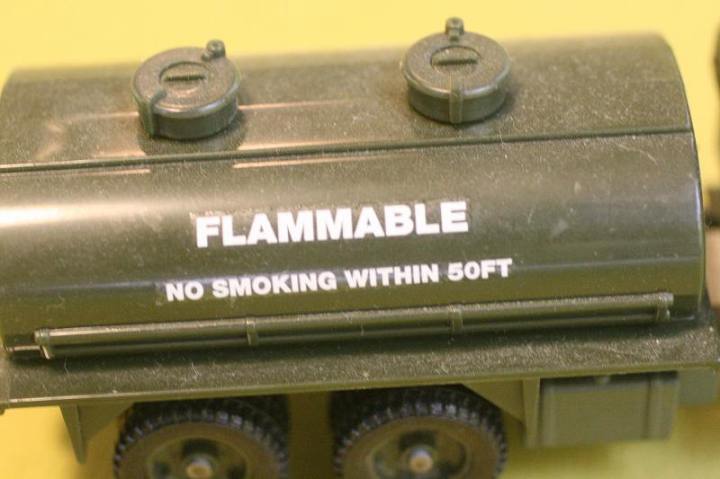 FLAMMABLE
NO SMOKING WITHIN 50FT